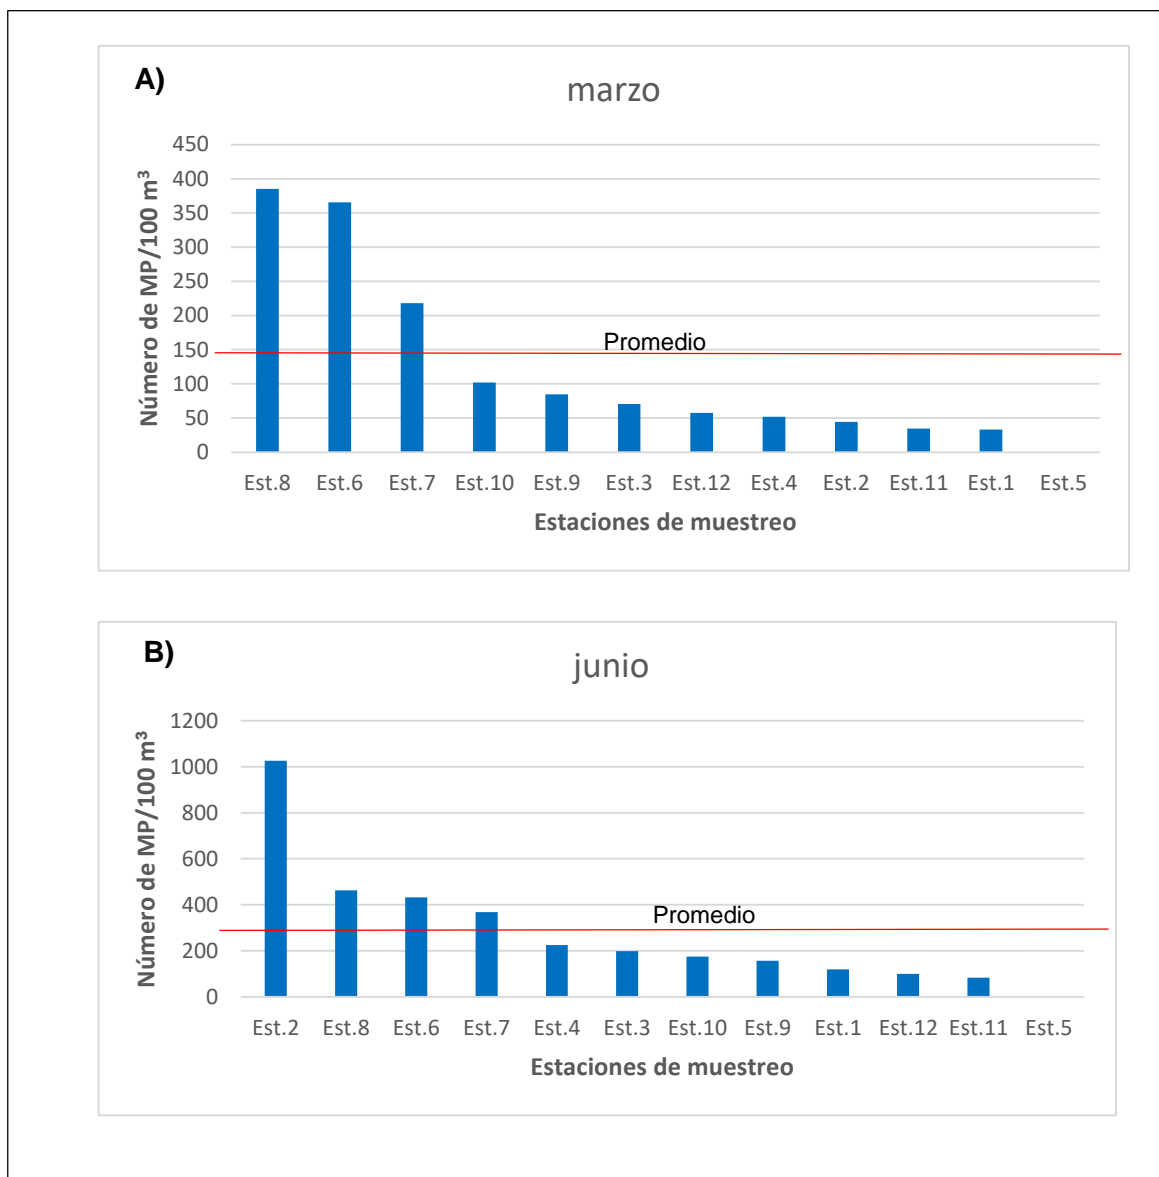 A)
marzo
Número de MP/100 m³
450
400
350
300
250
200
150
100
50
0
Promedio
Est.8 Est.6 Est.7 Est.10 Est.9 Est.3 Est.12 Est.4 Est.2 Est.11 Est.1 Est.5
Estaciones de muestreo
B)
junio
Número de MP/100 m³
1200
1000
800
600
400
200
0
Promedio
Est.2 Est.8 Est.6 Est.7 Est.4 Est.3 Est.10 Est.9 Est.1 Est.12 Est.11 Est.5
Estaciones de muestreo